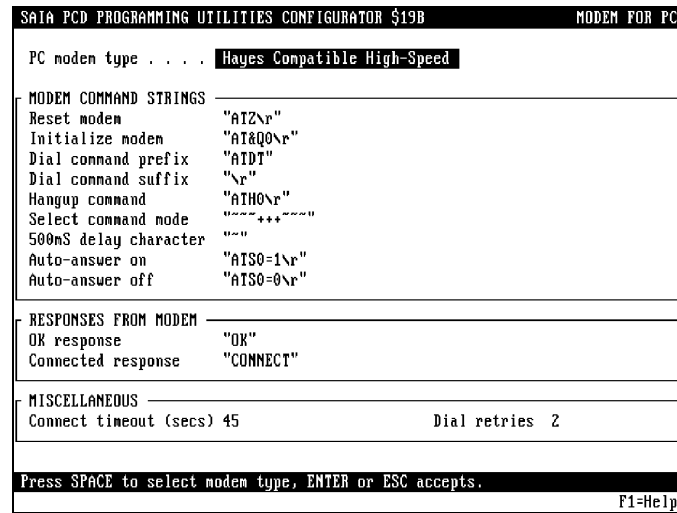 SAIA PCD PROGRAMMING UTILITIES CONFIGURATOR $19B MODEM FOR PC
PC modem type . . . . Hayes Compatible High-Speed
MODEM COMMAND STRINGS
Reset modem "ATZ\r"
Initialize modem "AT&Q0\r"
Dial command prefix "ATDT"
Dial command suffix "\r"
Hangup command "ATH0\r"
Select command mode "~~~+++~~~"
500mS delay character "~"
Auto-answer on "ATS0=1\r"
Auto-answer off "ATS0=0\r"
RESPONSES FROM MODEM
OK response "OK"
Connected response "CONNECT"
MISCELLANEOUS
Connect timeout (secs) 45 Dial retries 2
Press SPACE to select modem type, ENTER or ESC accepts.
F1=Help